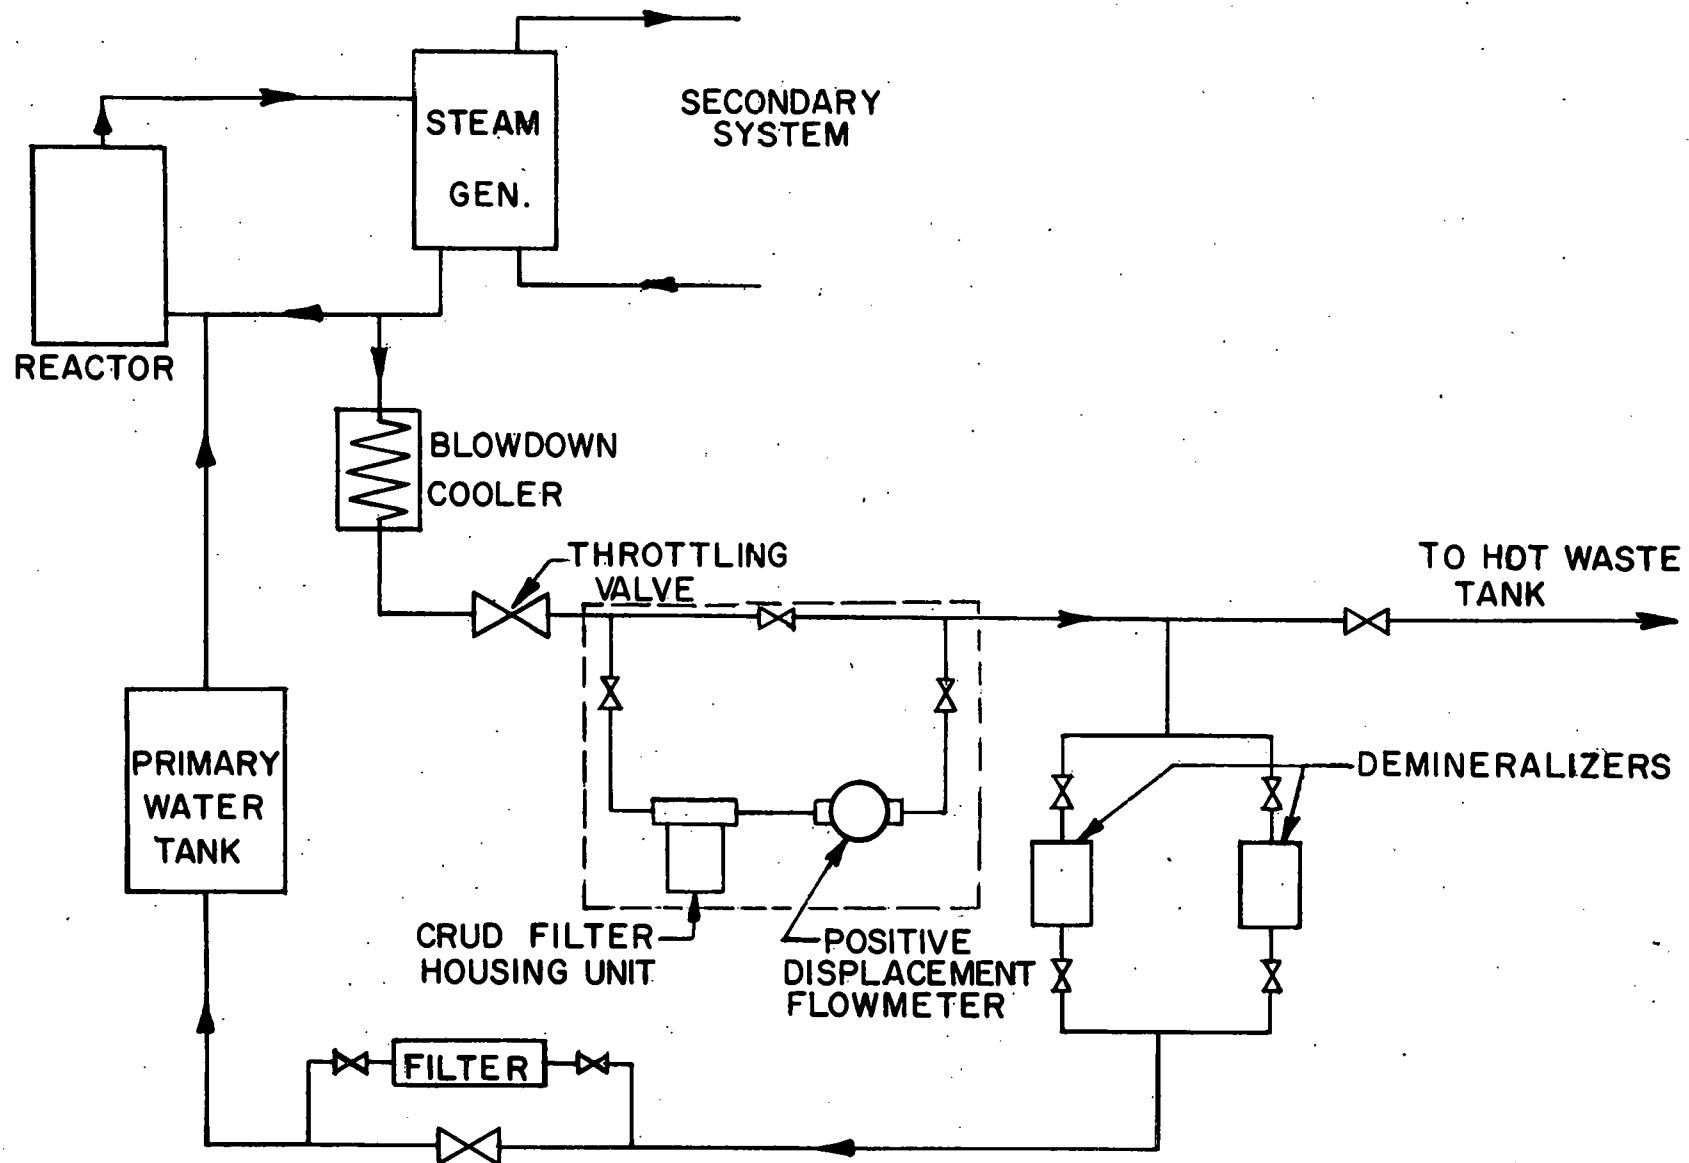 STEAM
GEN.
SECONDARY
SYSTEM
REACTOR
BLOWDOWN
COOLER
THROTTLING
VALVE
TO HOT WASTE
TANK
PRIMARY
WATER
TANK
DEMINERALIZERS
CRUD FILTER
HOUSING UNIT
POSITIVE
DISPLACEMENT
FLOWMETER
FILTER